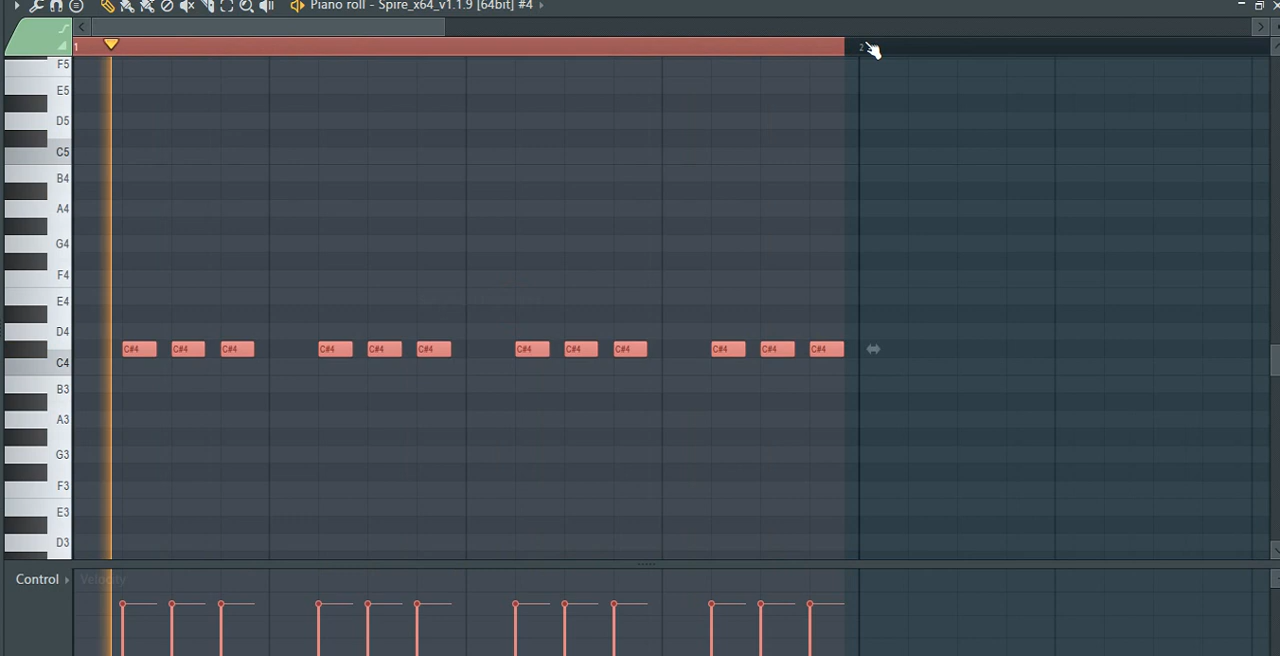 Piano roll - Spire_x64_v1.1.9 [64bit] #4
1 2
F5
E5
D5
C5
B4
A4
G4
F4
E4
D4
C#4 C#4 C#4 C#4 C#4 C#4 C#4 C#4 C#4 C#4 C#4 C#4
C4
B3
A3
G3
F3
E3
D3
Control Velocity